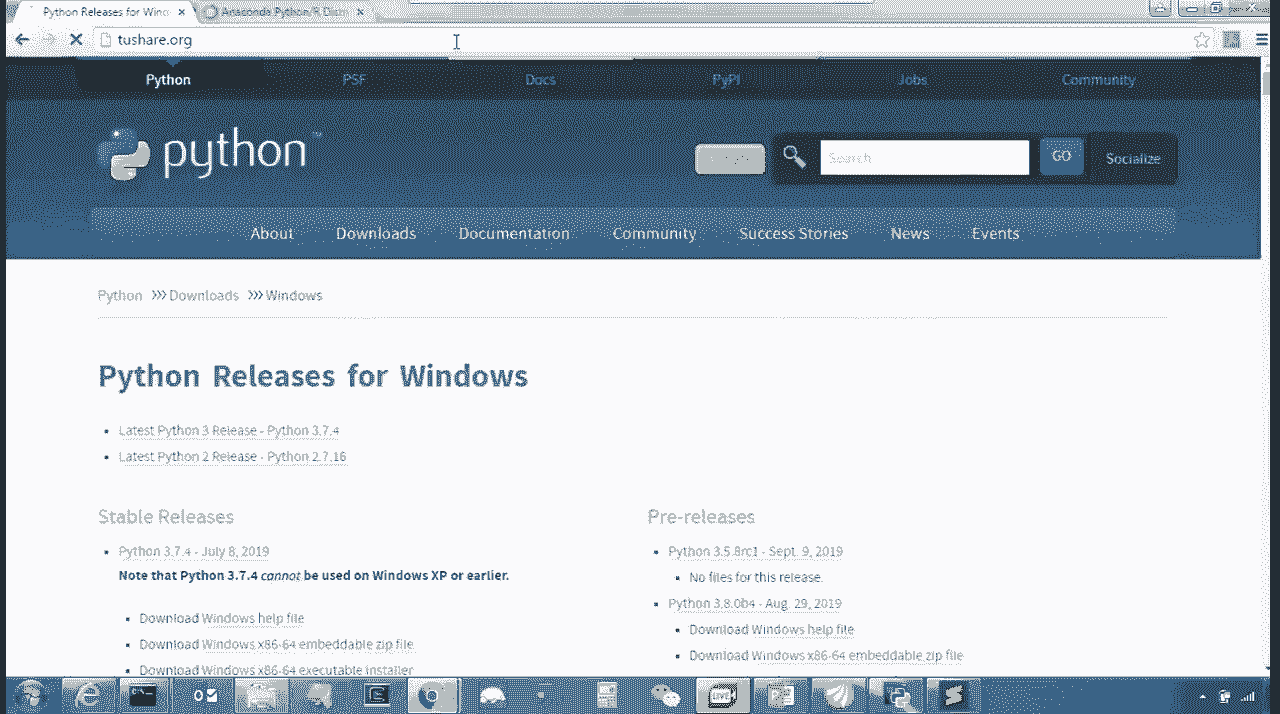 Python Releases for Wind
Anaconda Python/R Distri
tushare.org
Python
PSF
Docs
PyPI
Jobs
Community
python™
Search
GO
Socialize
About
Downloads
Documentation
Community
Success Stories
News
Events
Python >>> Downloads >>> Windows
Python Releases for Windows
Latest Python 3 Release - Python 3.7.4
Latest Python 2 Release - Python 2.7.16
Stable Releases
Python 3.7.4 - July 8, 2019
Note that Python 3.7.4 cannot be used on Windows XP or earlier.
Download Windows help file
Download Windows x86-64 embeddable zip file
Download Windows x86-64 executable installer
Pre-releases
Python 3.5.8rc1 - Sept. 9, 2019
No files for this release.
Python 3.8.0b4 - Aug. 29, 2019
Download Windows help file
Download Windows x86-64 embeddable zip file
LIVE